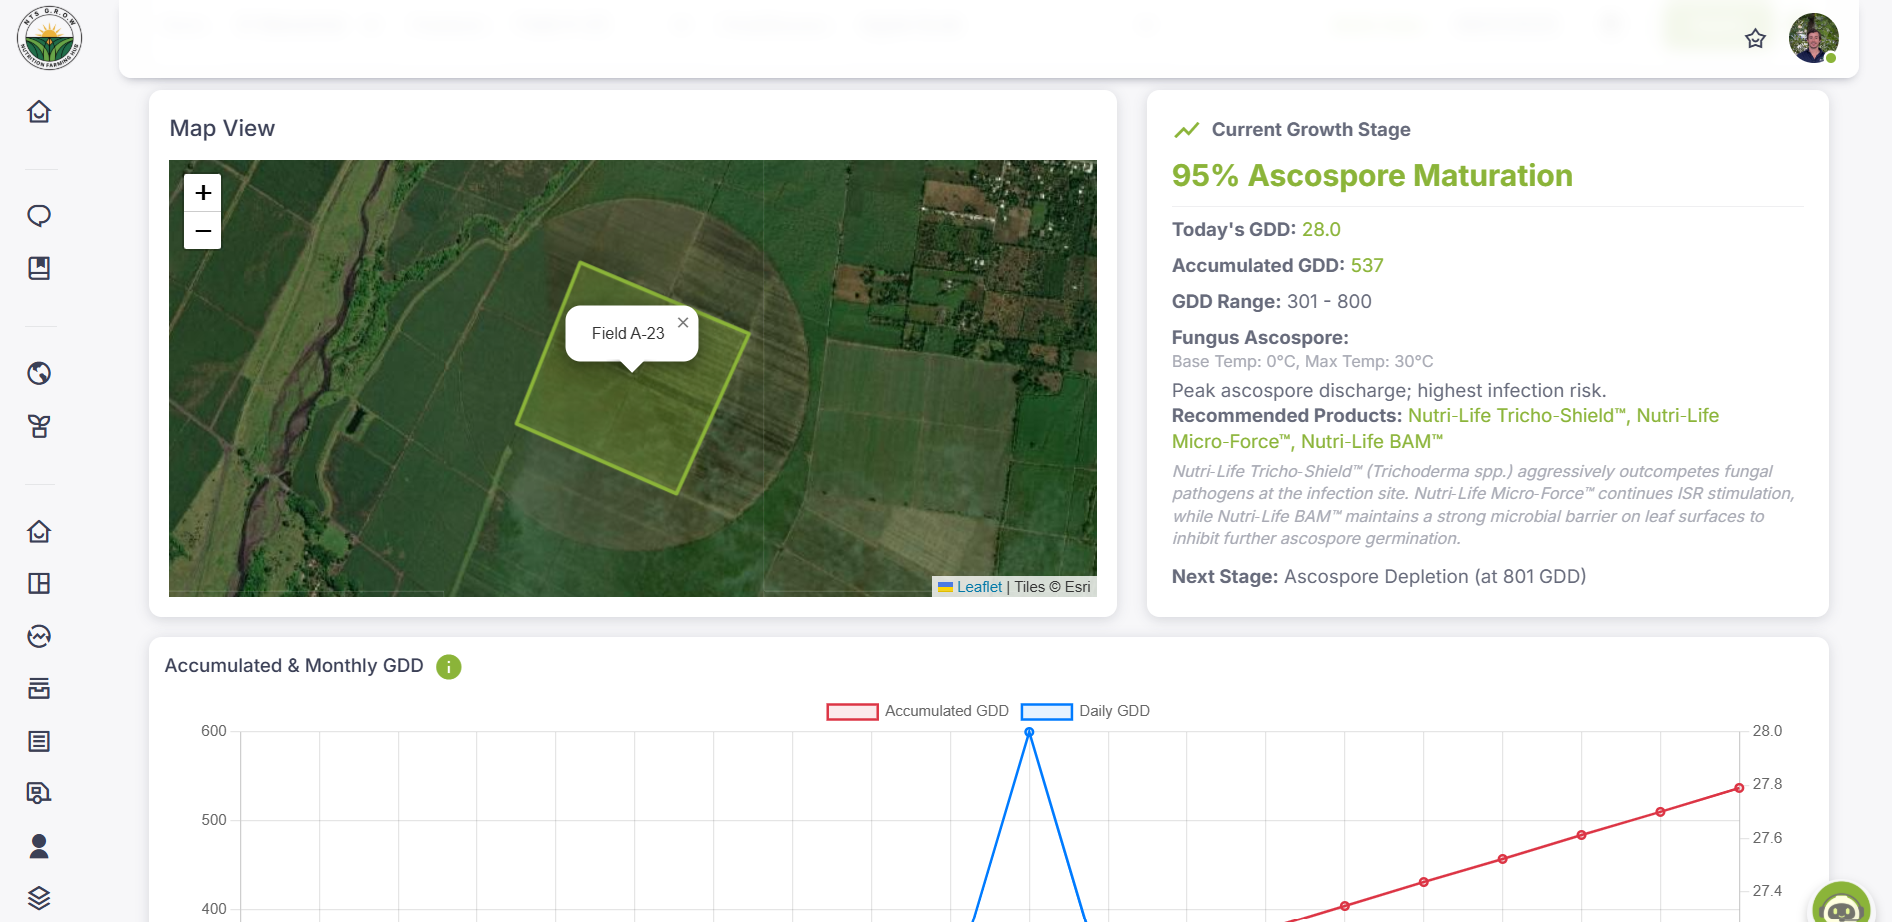 NTS G.R.O.W
NUTRITION FARMING HUB
Map View
+
−
Field A-23
×
Leaflet | Tiles © Esri
Current Growth Stage
95% Ascospore Maturation
Today's GDD: 28.0
Accumulated GDD: 537
GDD Range: 301 - 800
Fungus Ascospore:
Base Temp: 0°C, Max Temp: 30°C
Peak ascospore discharge; highest infection risk.
Recommended Products: Nutri-Life Tricho-Shield™, Nutri-Life
Micro-Force™, Nutri-Life BAM™
Nutri-Life Tricho-Shield™ (Trichoderma spp.) aggressively outcompetes fungal
pathogens at the infection site. Nutri-Life Micro-Force™ continues ISR stimulation,
while Nutri-Life BAM™ maintains a strong microbial barrier on leaf surfaces to
inhibit further ascospore germination.
Next Stage: Ascospore Depletion (at 801 GDD)
Accumulated & Monthly GDD i
Accumulated GDD Daily GDD
600
500
400
28.0
27.8
27.6
27.4